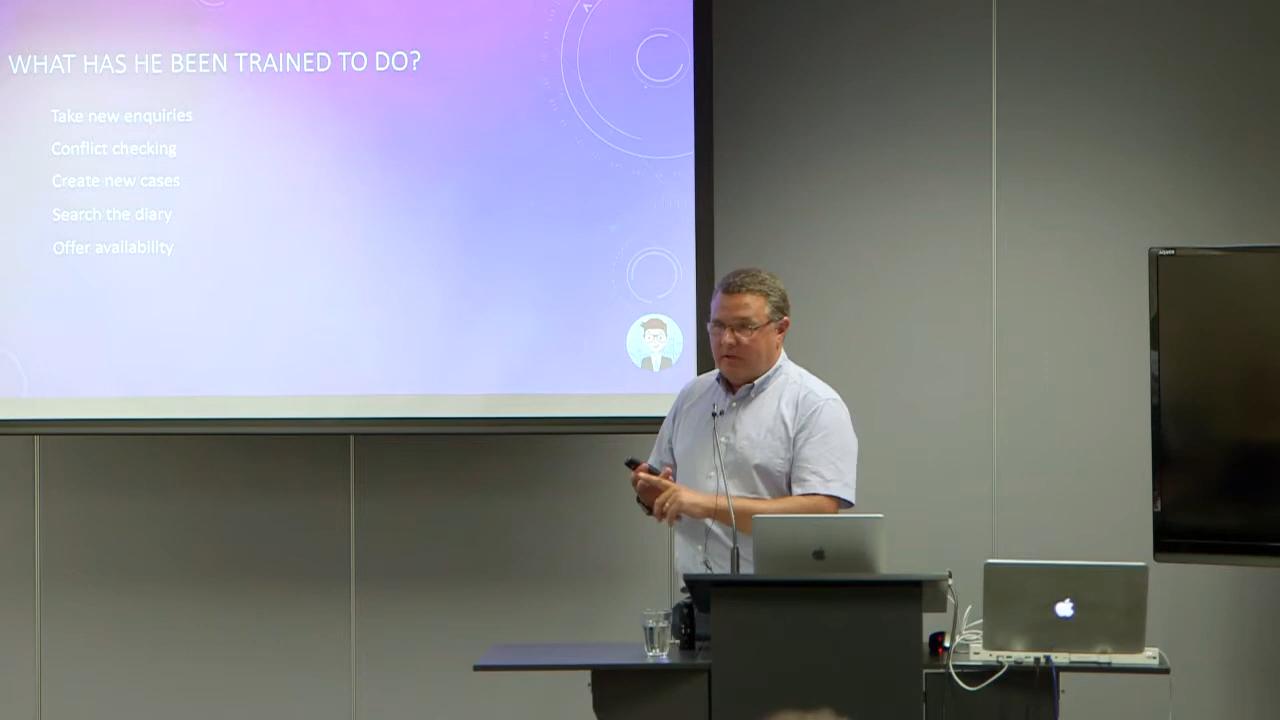 WHAT HAS HE BEEN TRAINED TO DO?
Take new enquiries
Conflict checking
Create new cases
Search the diary
Offer availability